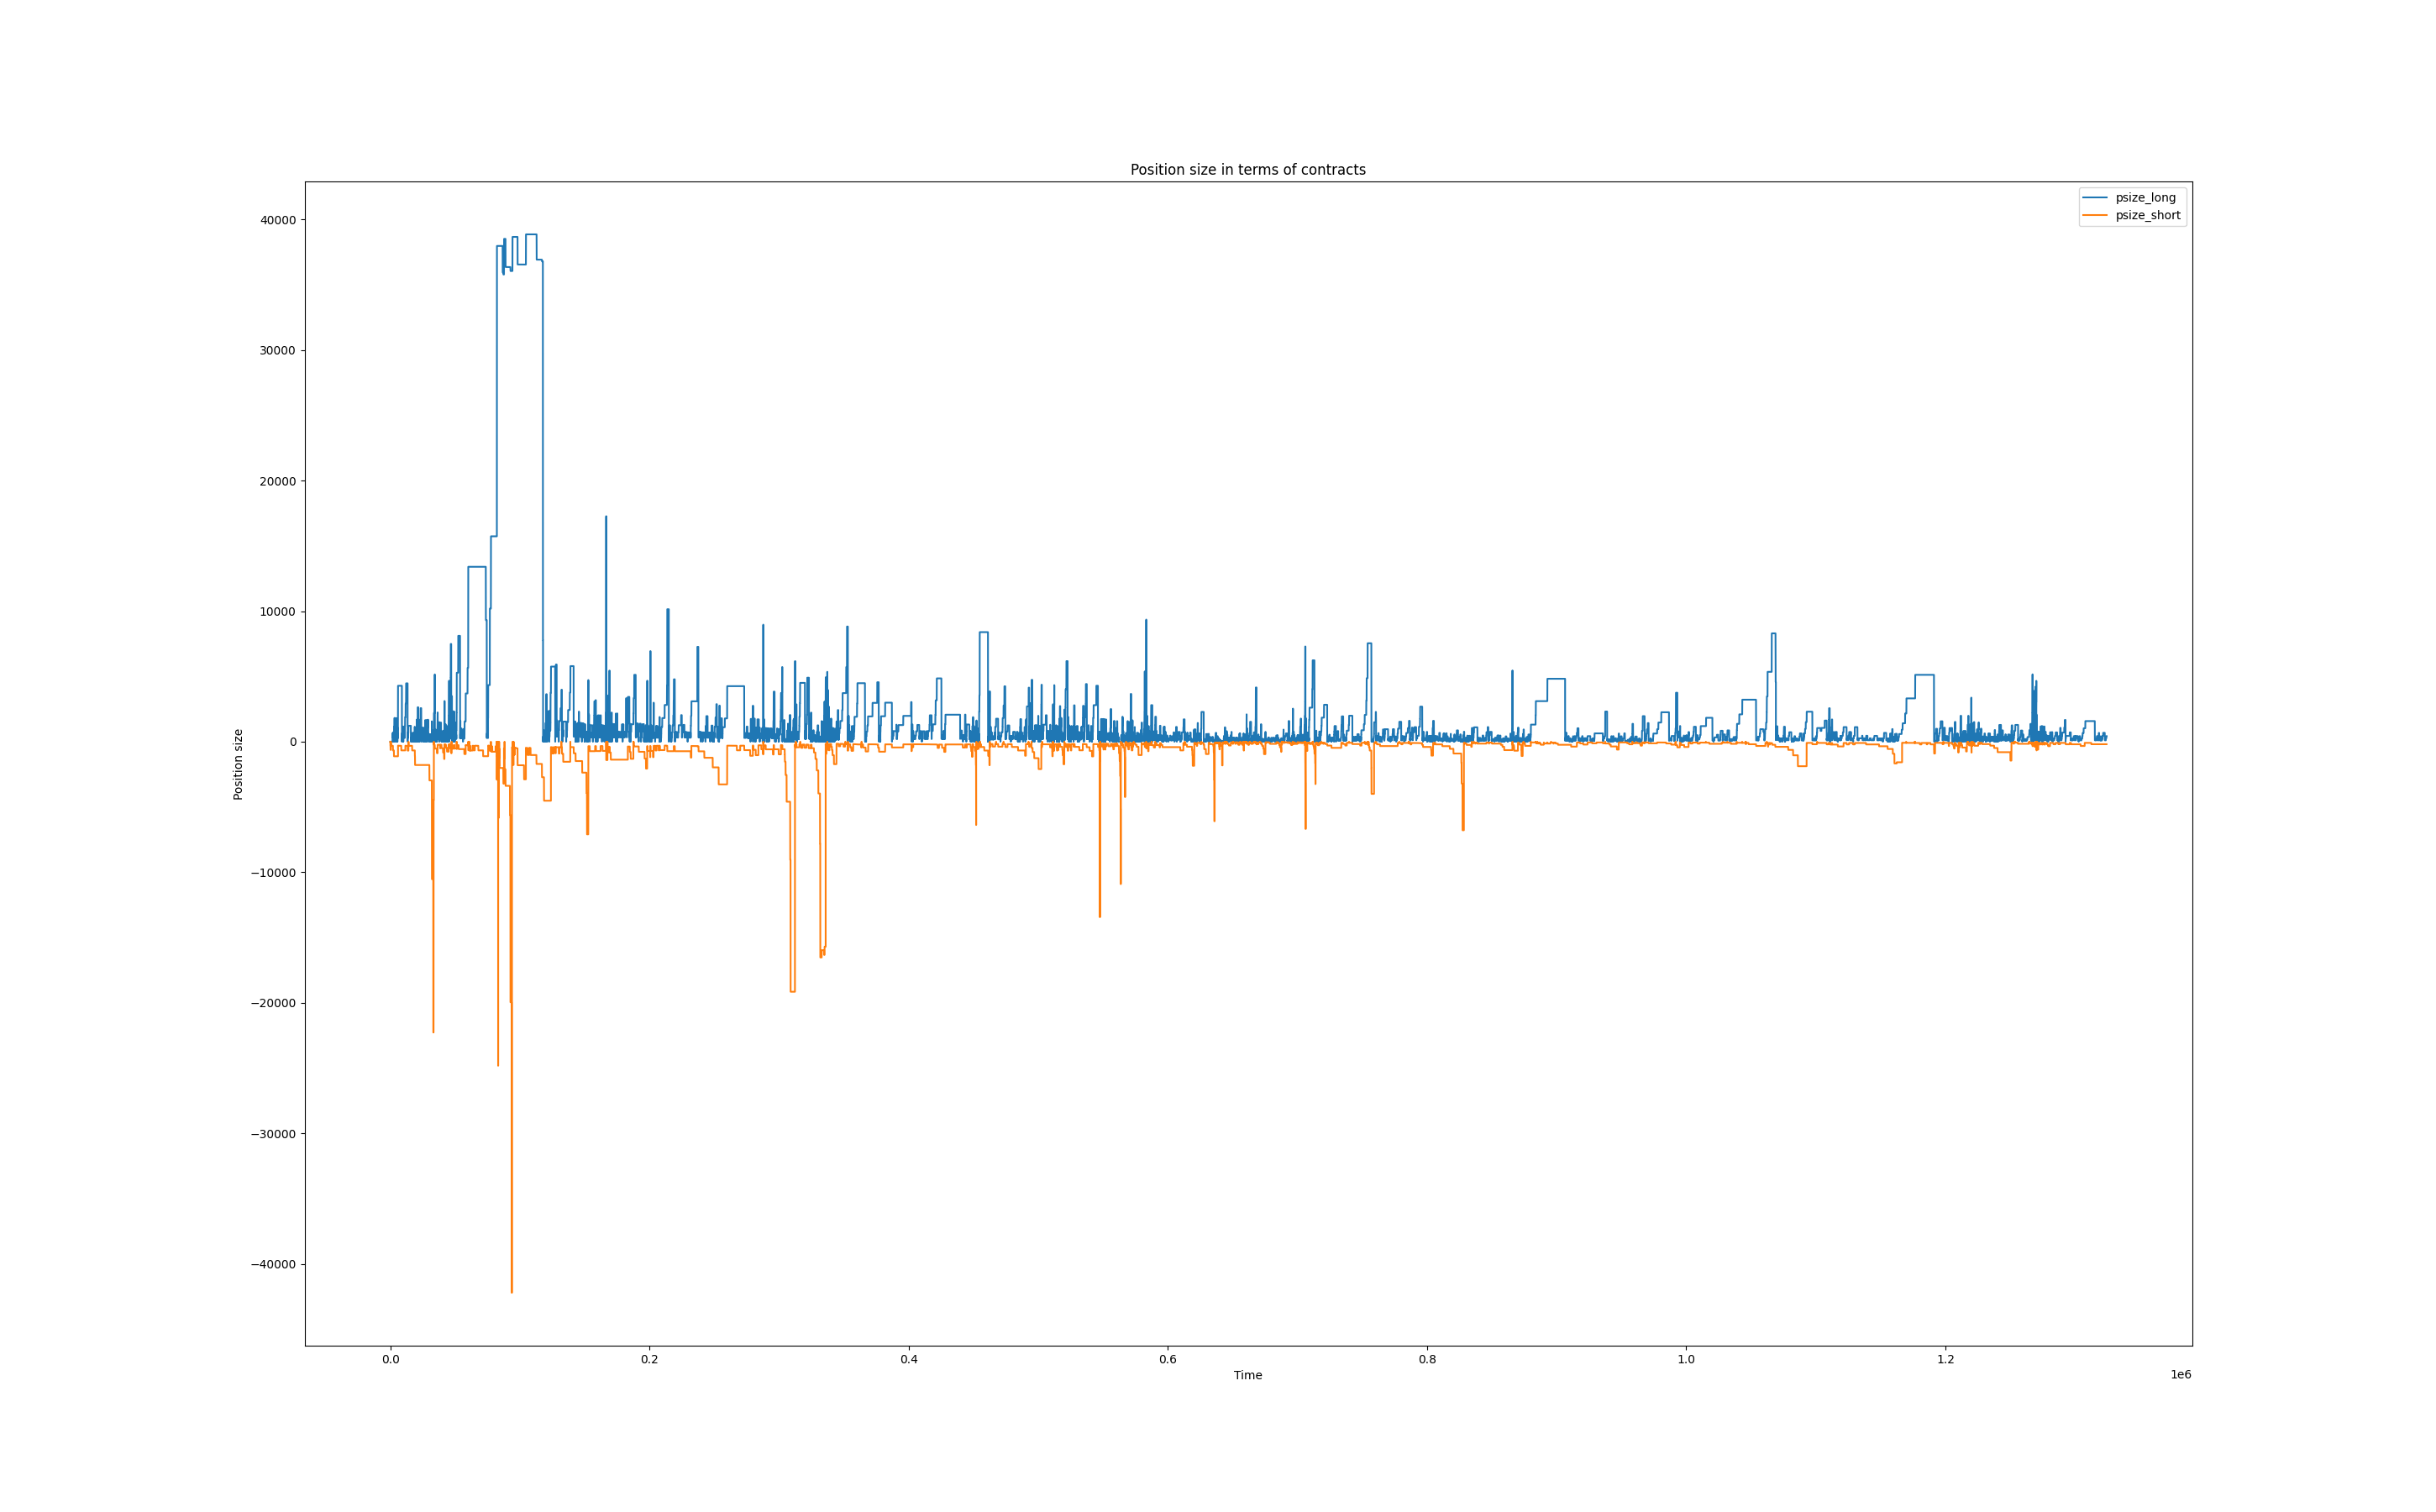 Position size in terms of contracts
psize_long
psize_short
40000
30000
20000
10000
0
−10000
−20000
−30000
−40000
Position size
0.0 0.2 0.4 0.6 0.8 1.0 1.2
Time
1e6